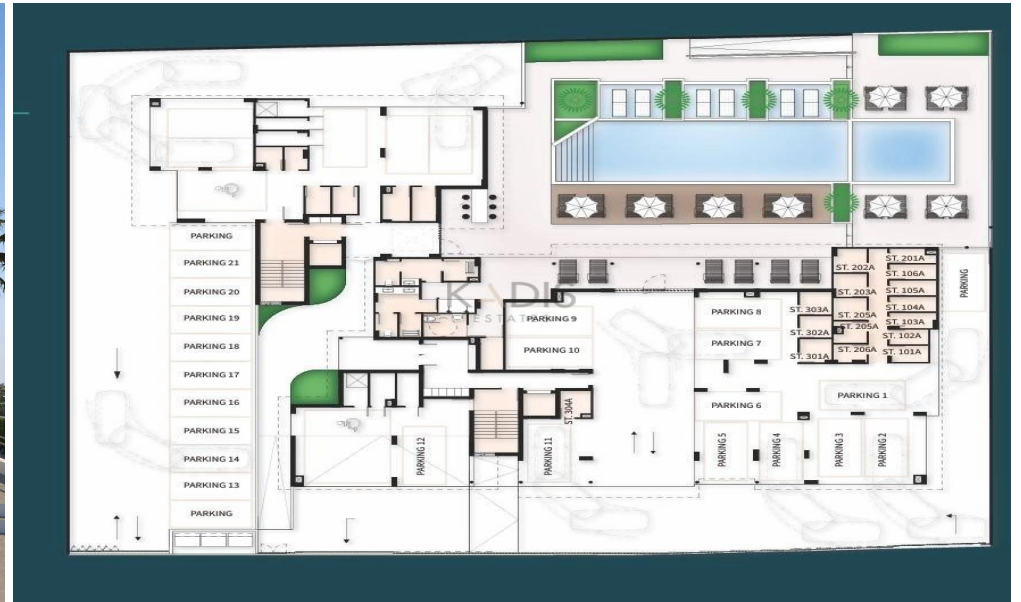 PARKING
PARKING 21
PARKING 20
PARKING 19
PARKING 18
PARKING 17
PARKING 16
PARKING 15
PARKING 14
PARKING 13
PARKING
KADIS
ESTATES
PARKING 9
PARKING 10
PARKING 12
PARKING 11
ST. 304A
PARKING 8
PARKING 7
PARKING 6
PARKING 5
PARKING 4
PARKING 3
PARKING 2
PARKING 1
ST. 303A
ST. 302A
ST. 301A
ST. 202A
ST. 203A
ST. 205A
ST. 205A
ST. 206A
ST. 201A
ST. 106A
ST. 105A
ST. 104A
ST. 103A
ST. 102A
ST. 101A
PARKING